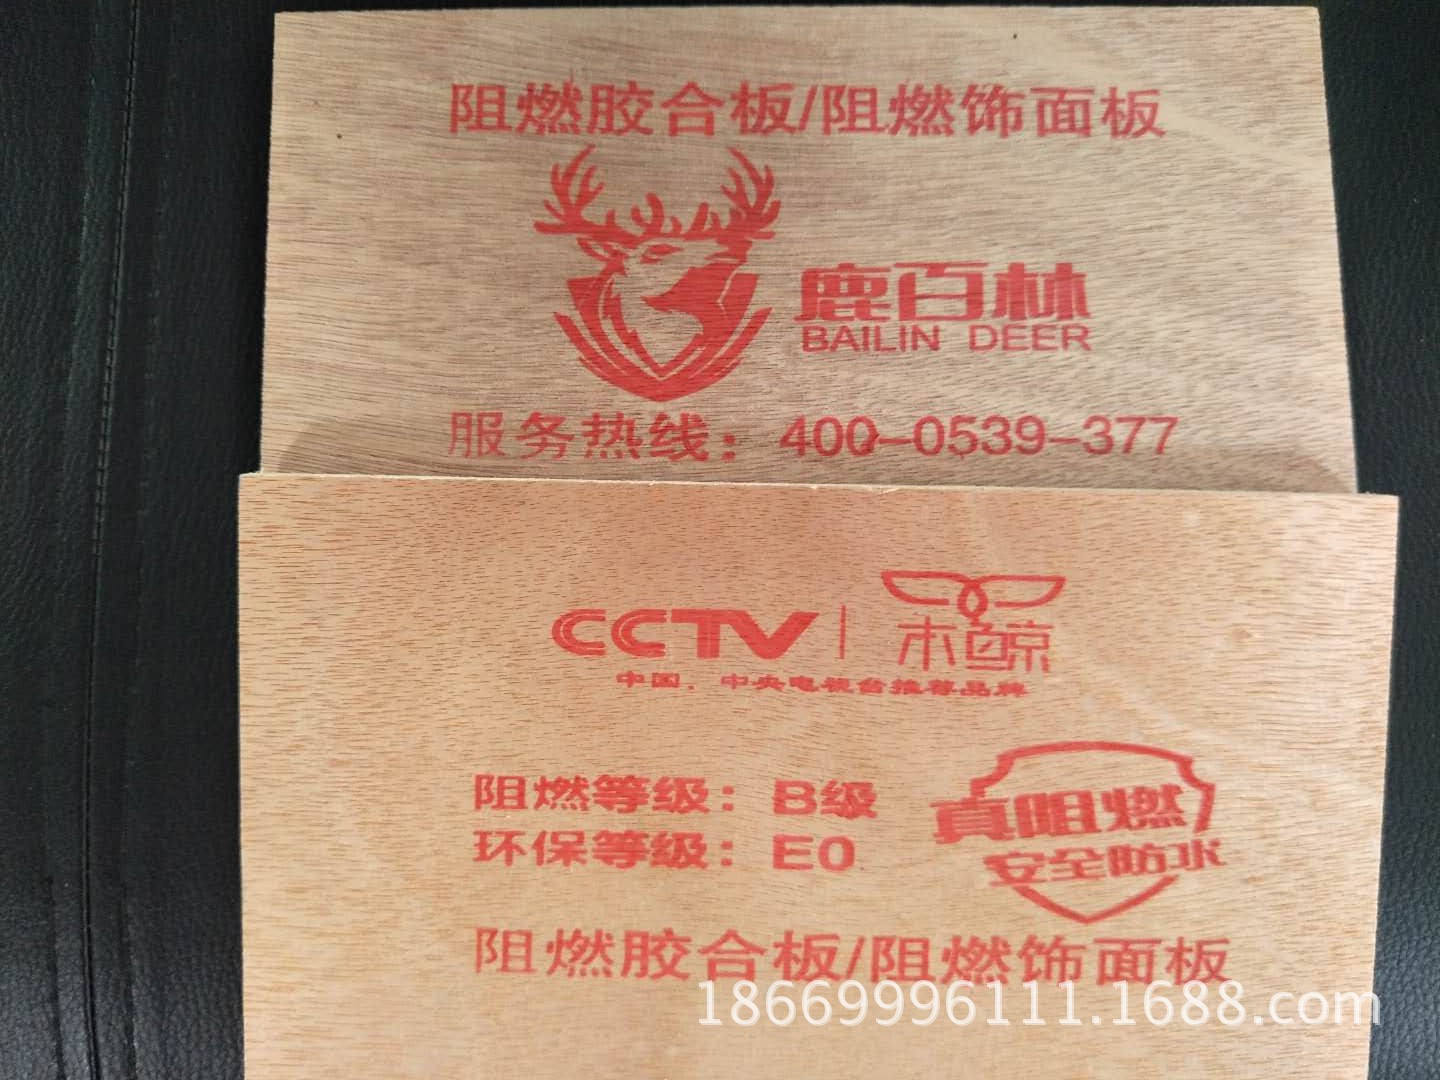 阻燃胶合板/阻燃饰面板
鹿百林
BAILIN DEER
服务热线：400-0539-377
CCTV | 木鲸
中国．中央电视台推荐品牌
阻燃等级：B级
环保等级：E0
真阻燃
安全防水
阻燃胶合板/阻燃饰面板
18669996111.1688.com